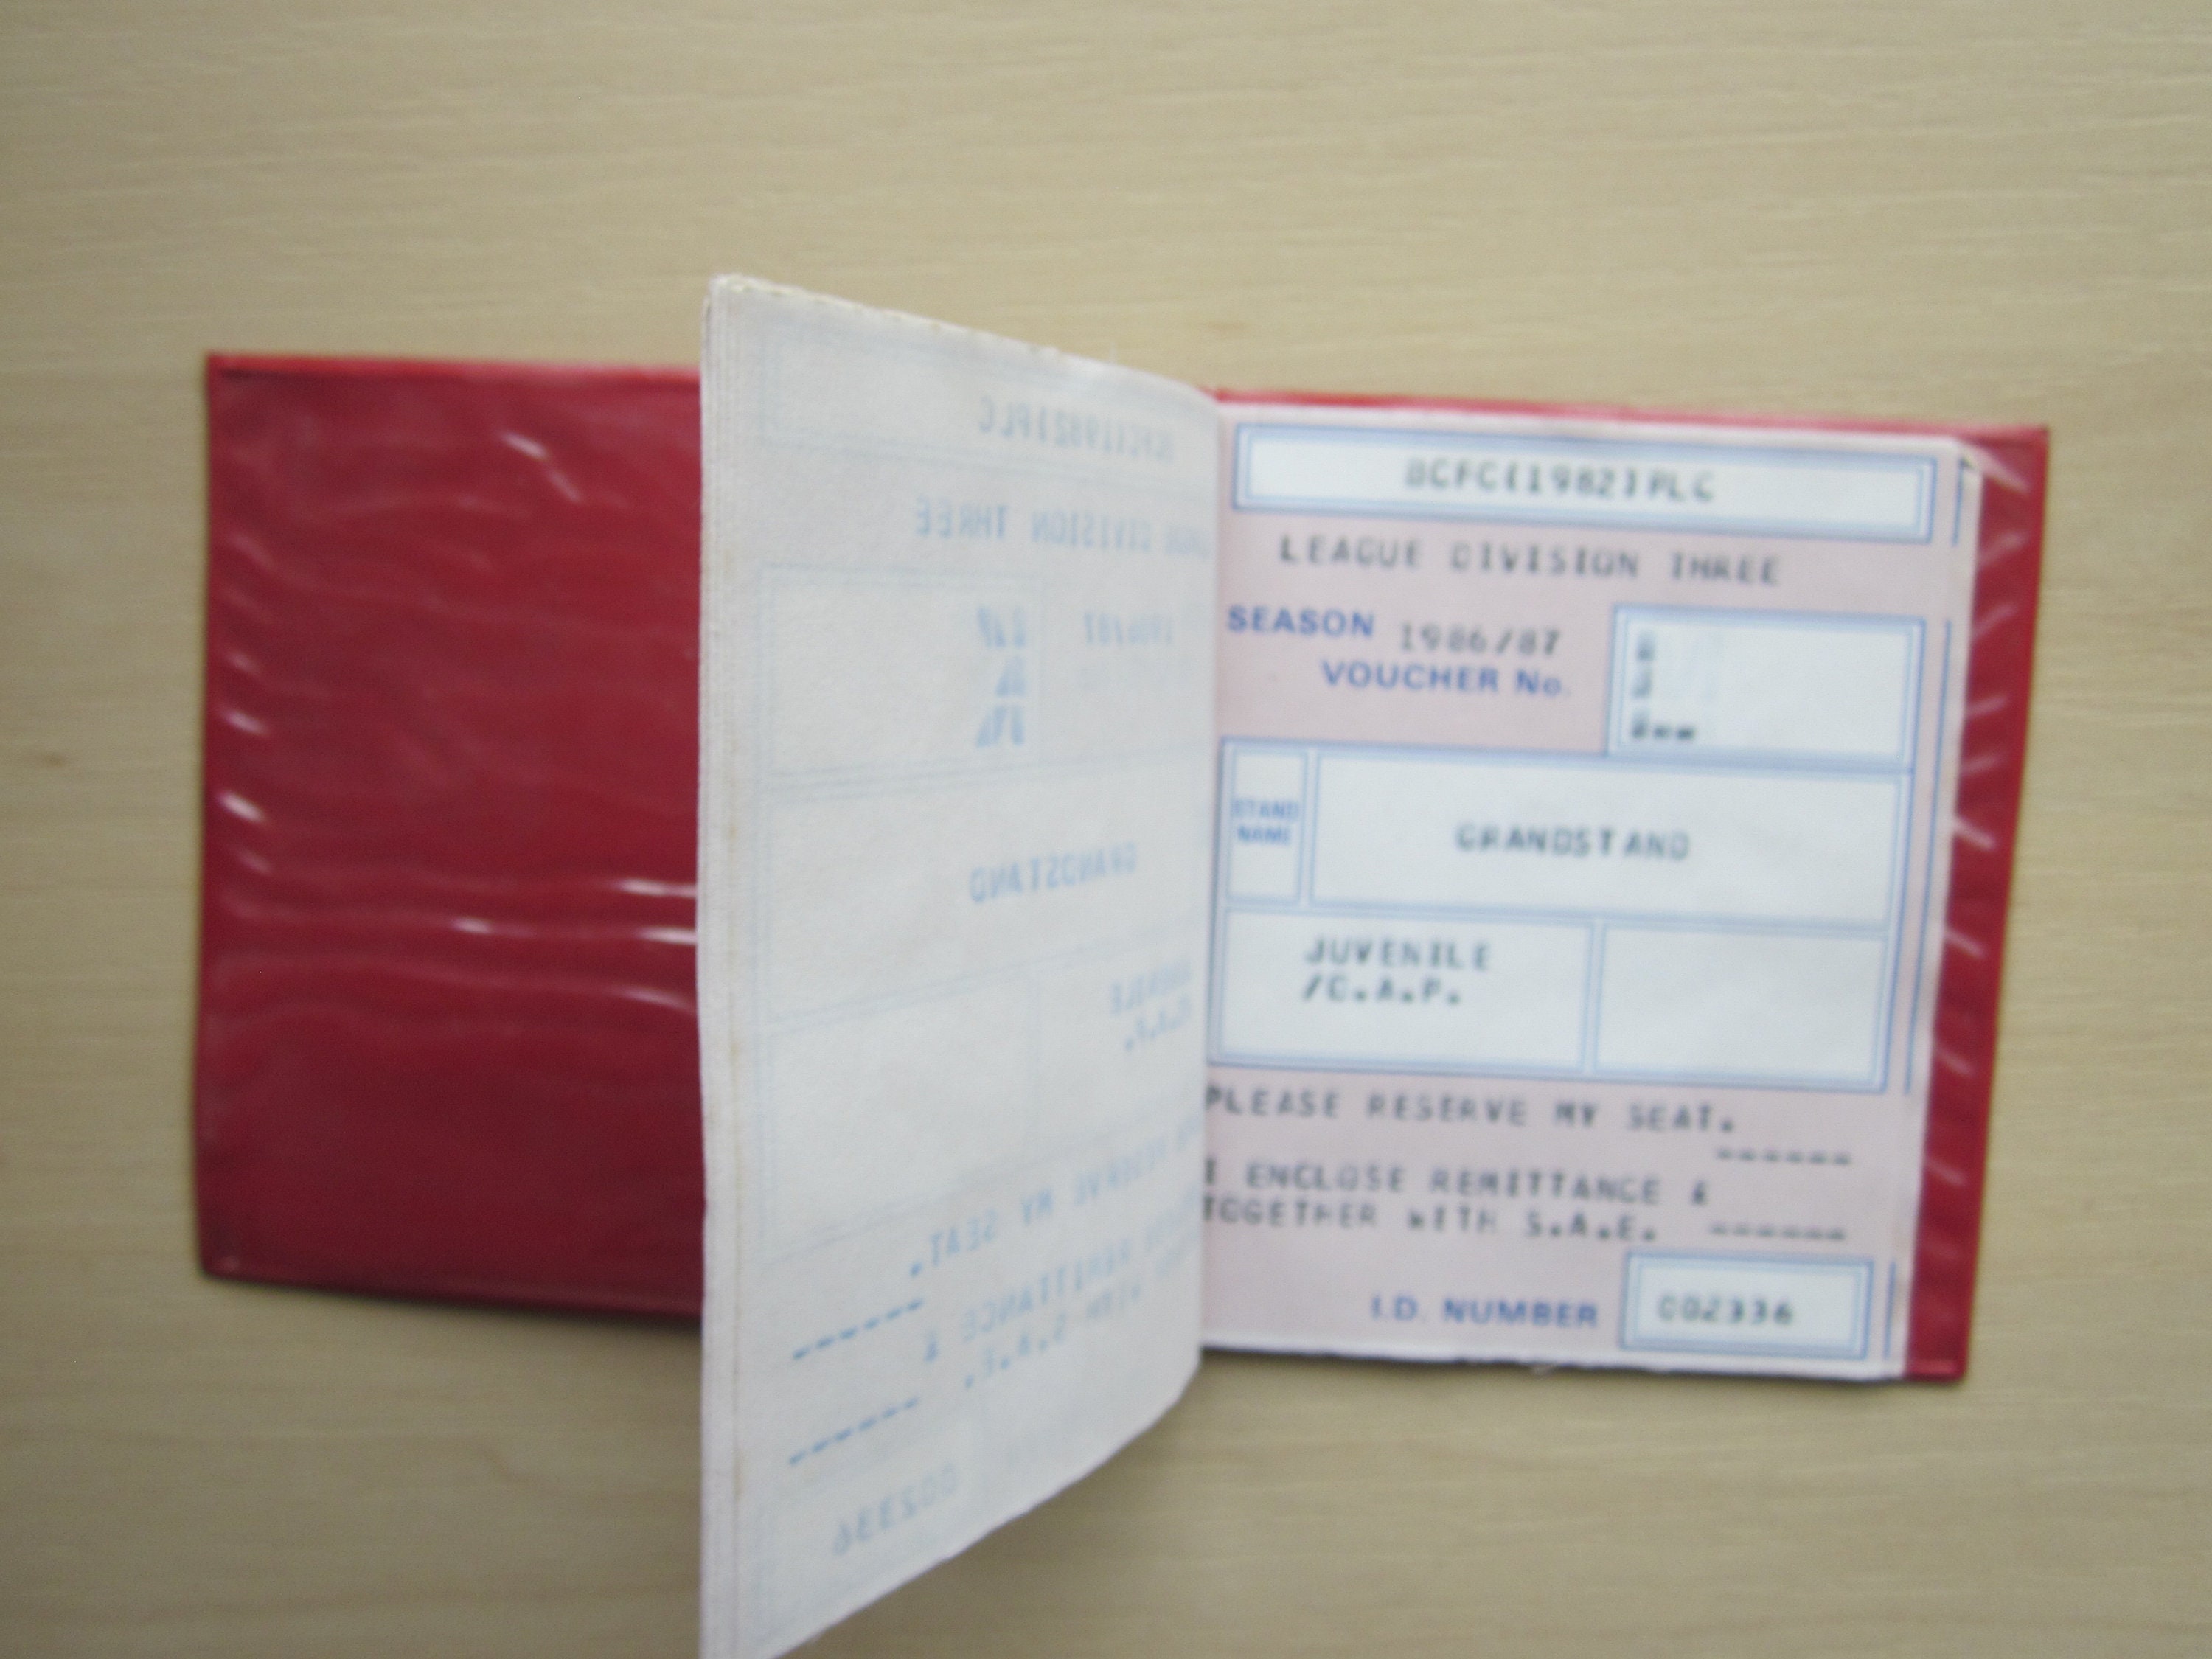 BCFC(1982)PLC
LEAGUE DIVISION THREE
SEASON 1986/87
VOUCHER No.
STAND
NAME
GRANDSTAND
JUVENILE
/O.A.P.
PLEASE RESERVE MY SEAT.
------
I ENCLOSE REMITTANCE &
TOGETHER WITH S.A.E. ------
I.D. NUMBER 002336